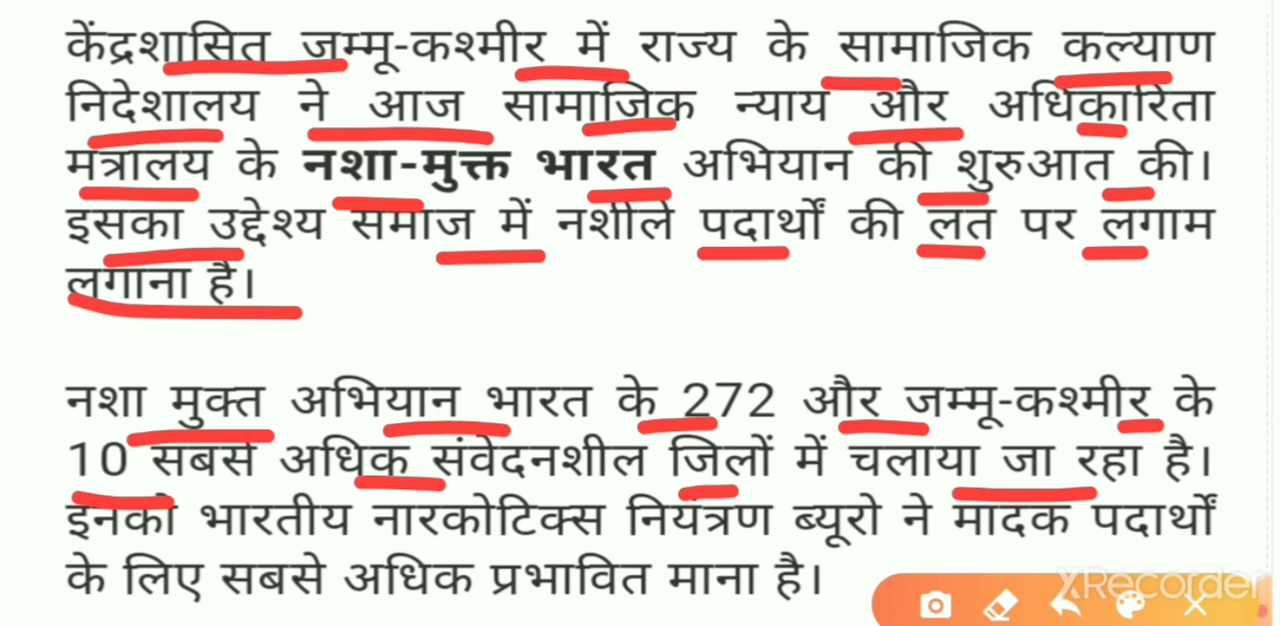 केंद्रशासित जम्मू-कश्मीर में राज्य के सामाजिक कल्याण
निदेशालय ने आज सामाजिक न्याय और अधिकारिता
मंत्रालय के नशा-मुक्त भारत अभियान की शुरुआत की।
इसका उद्देश्य समाज में नशीले पदार्थों की लत पर लगाम
लगाना है।
नशा मुक्त अभियान भारत के 272 और जम्मू-कश्मीर के
10 सबसे अधिक संवेदनशील जिलों में चलाया जा रहा है।
इनको भारतीय नारकोटिक्स नियंत्रण ब्यूरो ने मादक पदार्थों
के लिए सबसे अधिक प्रभावित माना है।
XRecorder